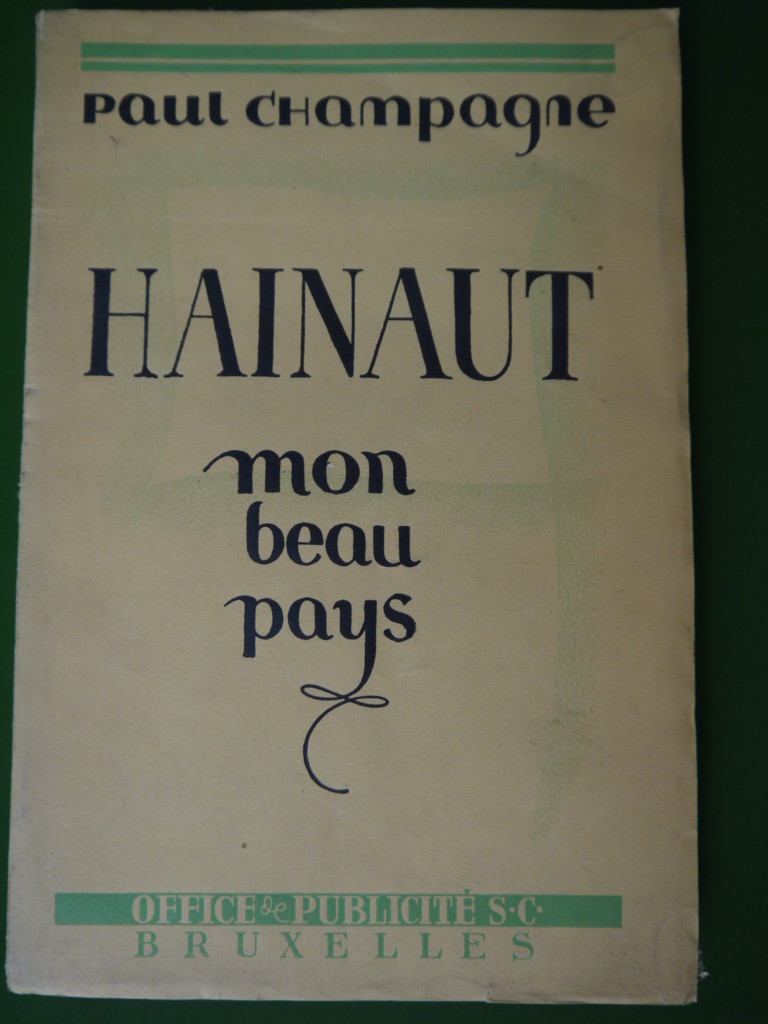 Paul Champagne
HAINAUT
mon
beau
pays
OFFICE de PUBLICITÉ S·C·
BRUXELLES